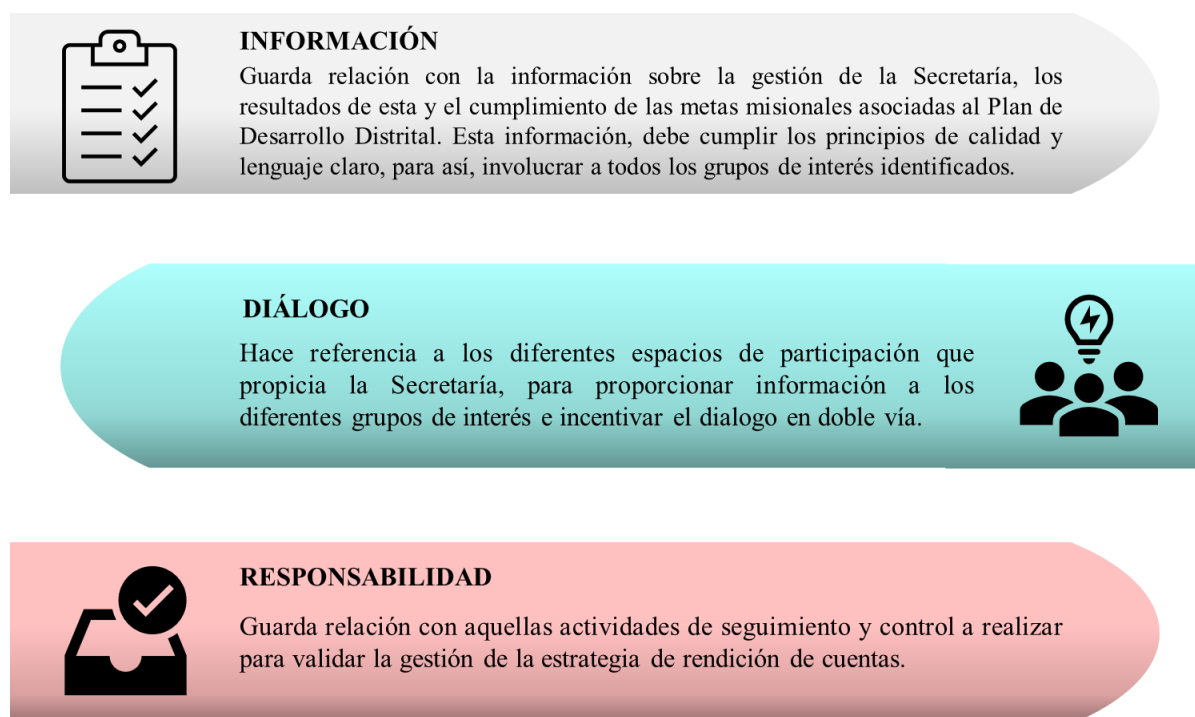 INFORMACIÓN
Guarda relación con la información sobre la gestión de la Secretaría, los
resultados de esta y el cumplimiento de las metas misionales asociadas al Plan de
Desarrollo Distrital. Esta información, debe cumplir los principios de calidad y
lenguaje claro, para así, involucrar a todos los grupos de interés identificados.
DIÁLOGO
Hace referencia a los diferentes espacios de participación que
propicia la Secretaría, para proporcionar información a los
diferentes grupos de interés e incentivar el dialogo en doble vía.
RESPONSABILIDAD
Guarda relación con aquellas actividades de seguimiento y control a realizar
para validar la gestión de la estrategia de rendición de cuentas.